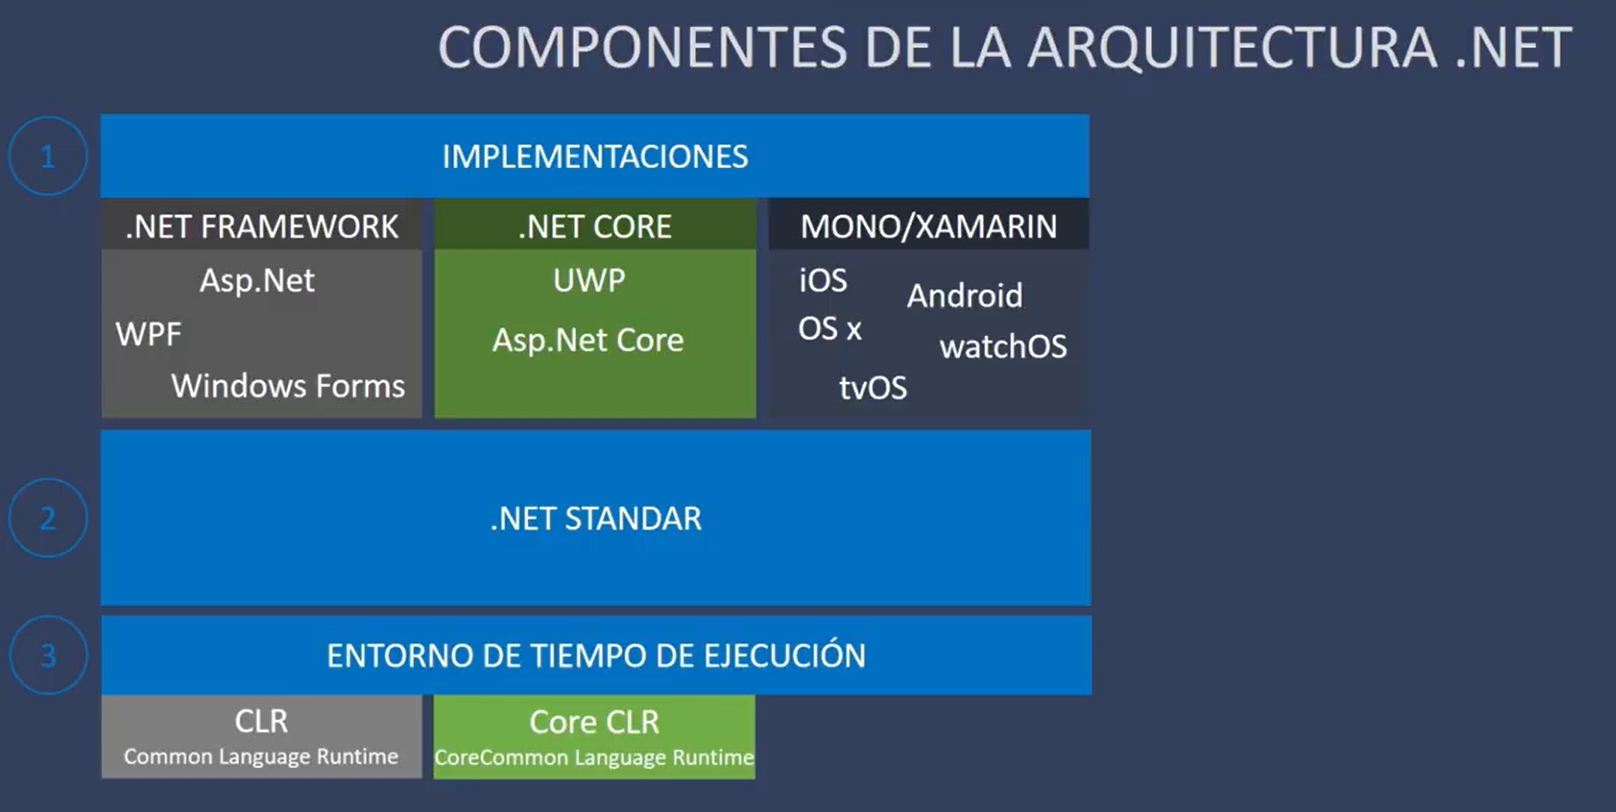 COMPONENTES DE LA ARQUITECTURA .NET
1
IMPLEMENTACIONES
.NET FRAMEWORK
Asp.Net
WPF
Windows Forms
.NET CORE
UWP
Asp.Net Core
MONO/XAMARIN
iOS
Android
OS x
watchOS
tvOS
2
.NET STANDAR
3
ENTORNO DE TIEMPO DE EJECUCIÓN
CLR
Common Language Runtime
Core CLR
CoreCommon Language Runtime